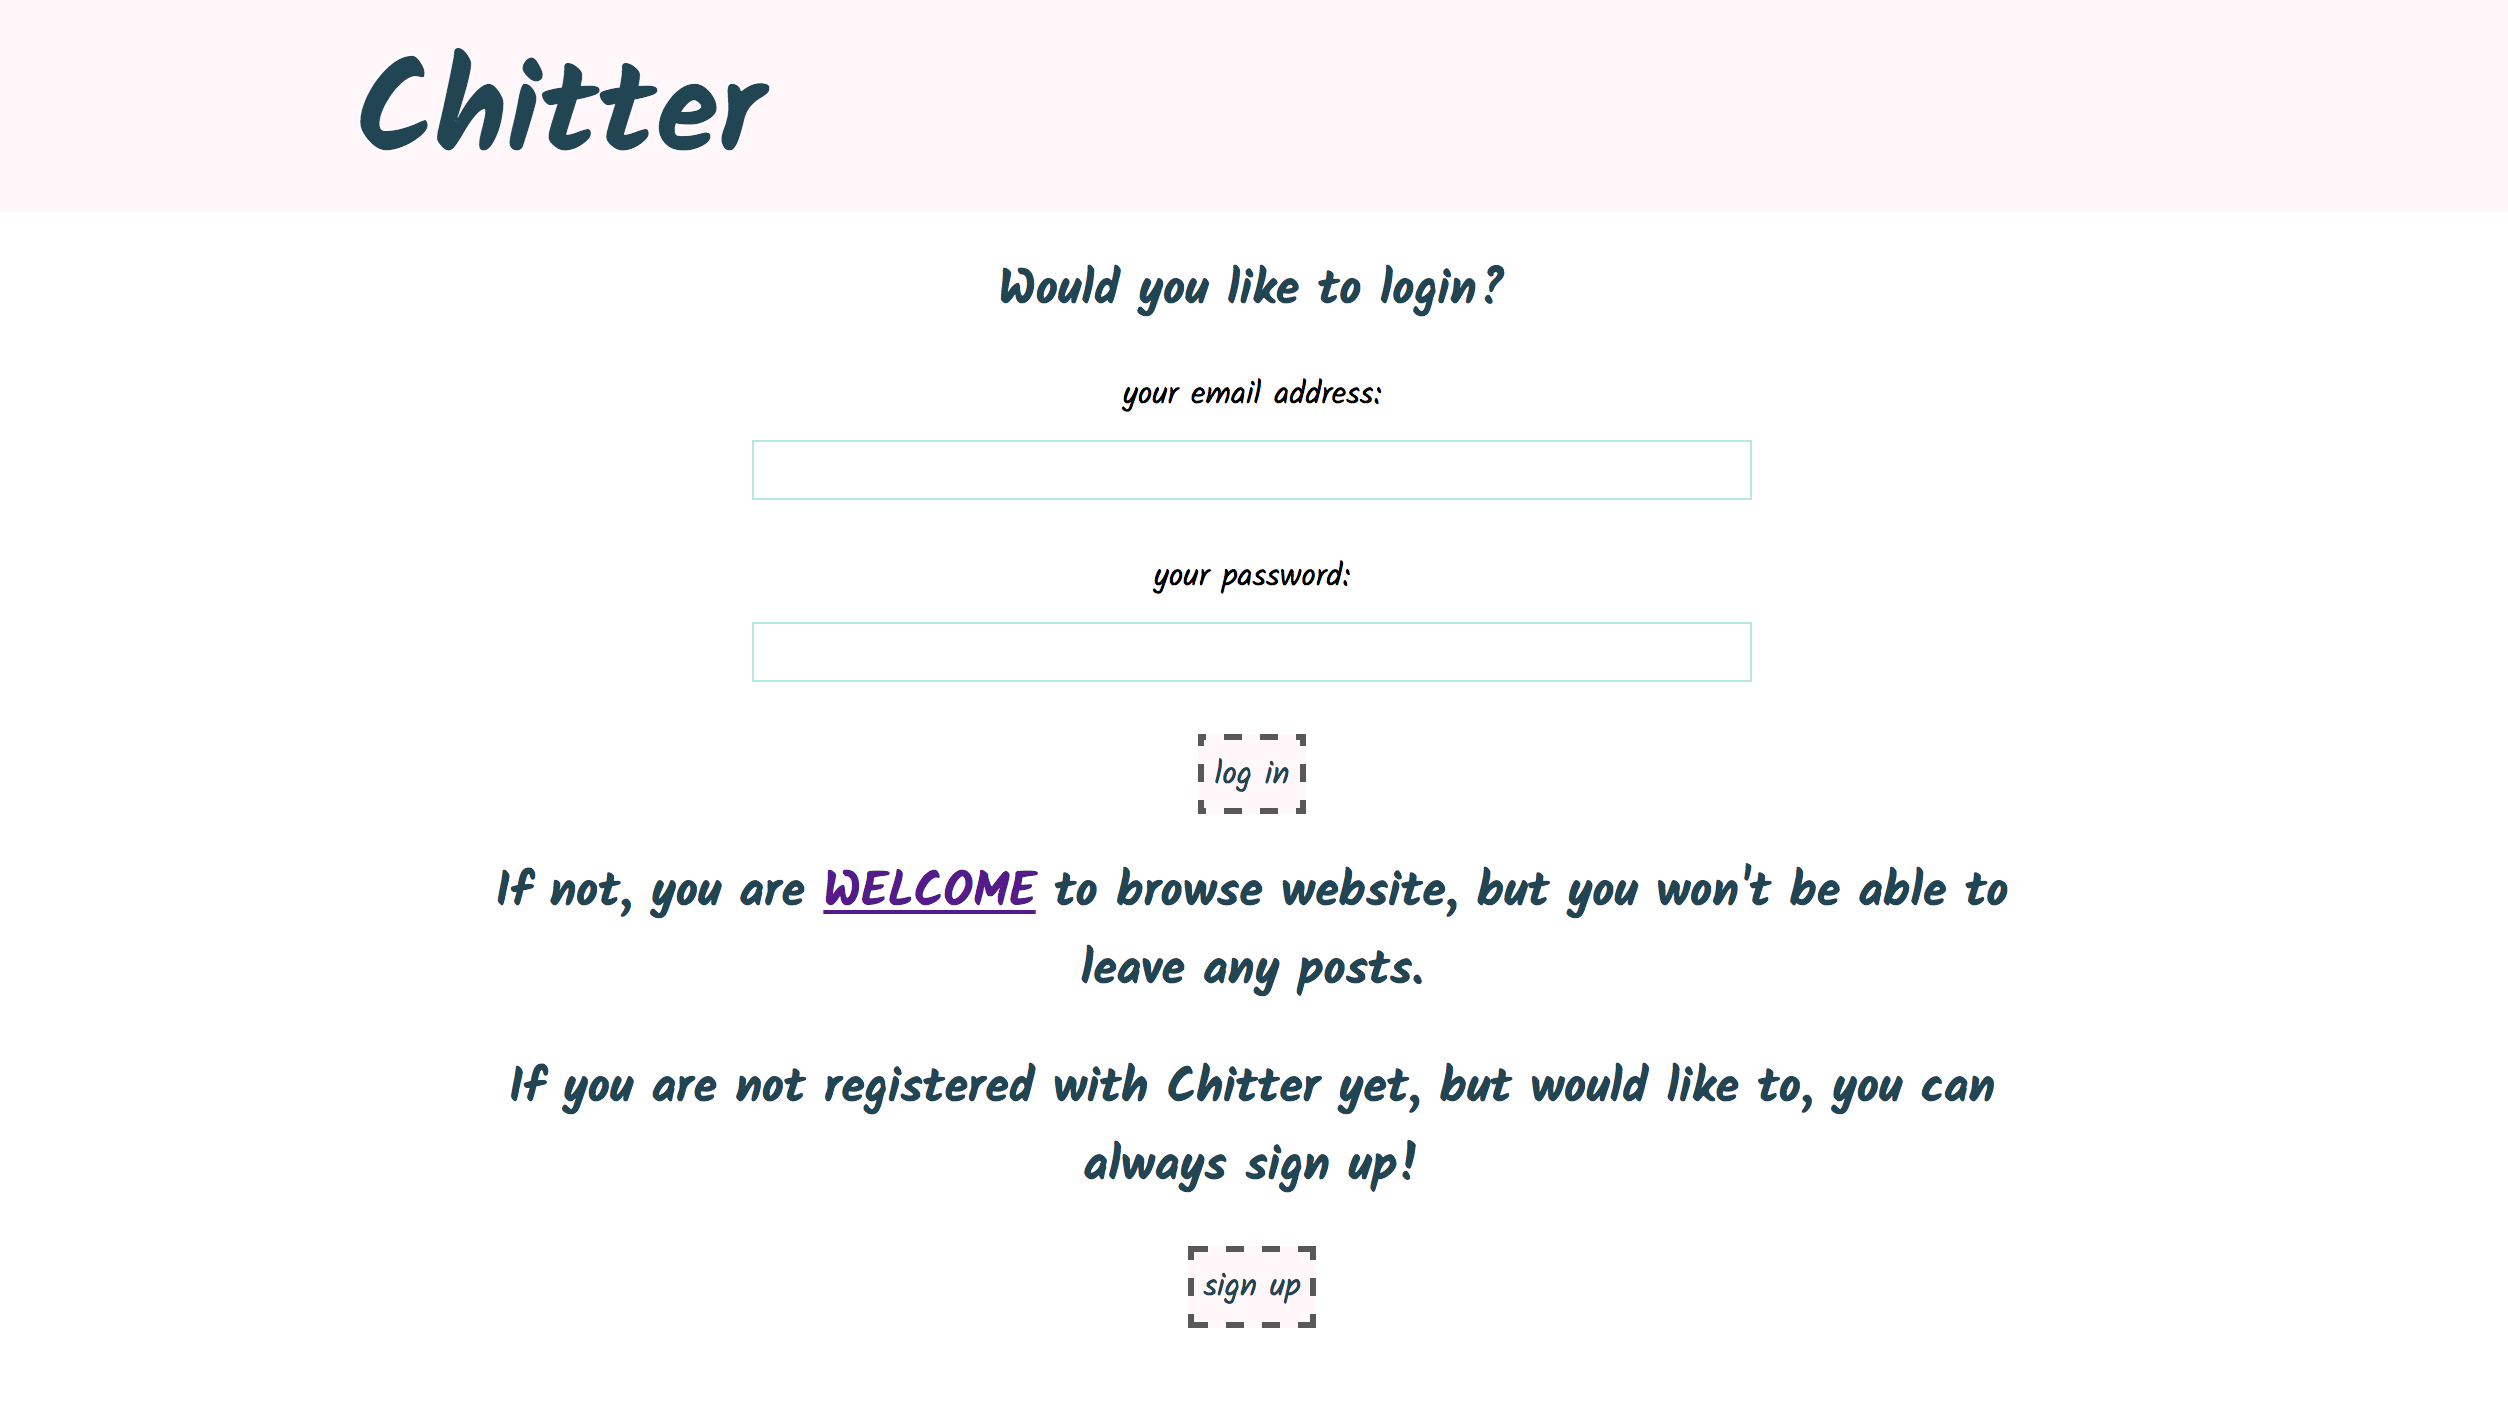 Chitter
Would you like to login?
your email address:
your password:
log in
If not, you are WELCOME to browse website, but you won't be able to
leave any posts.
If you are not registered with Chitter yet, but would like to, you can
always sign up!
sign up